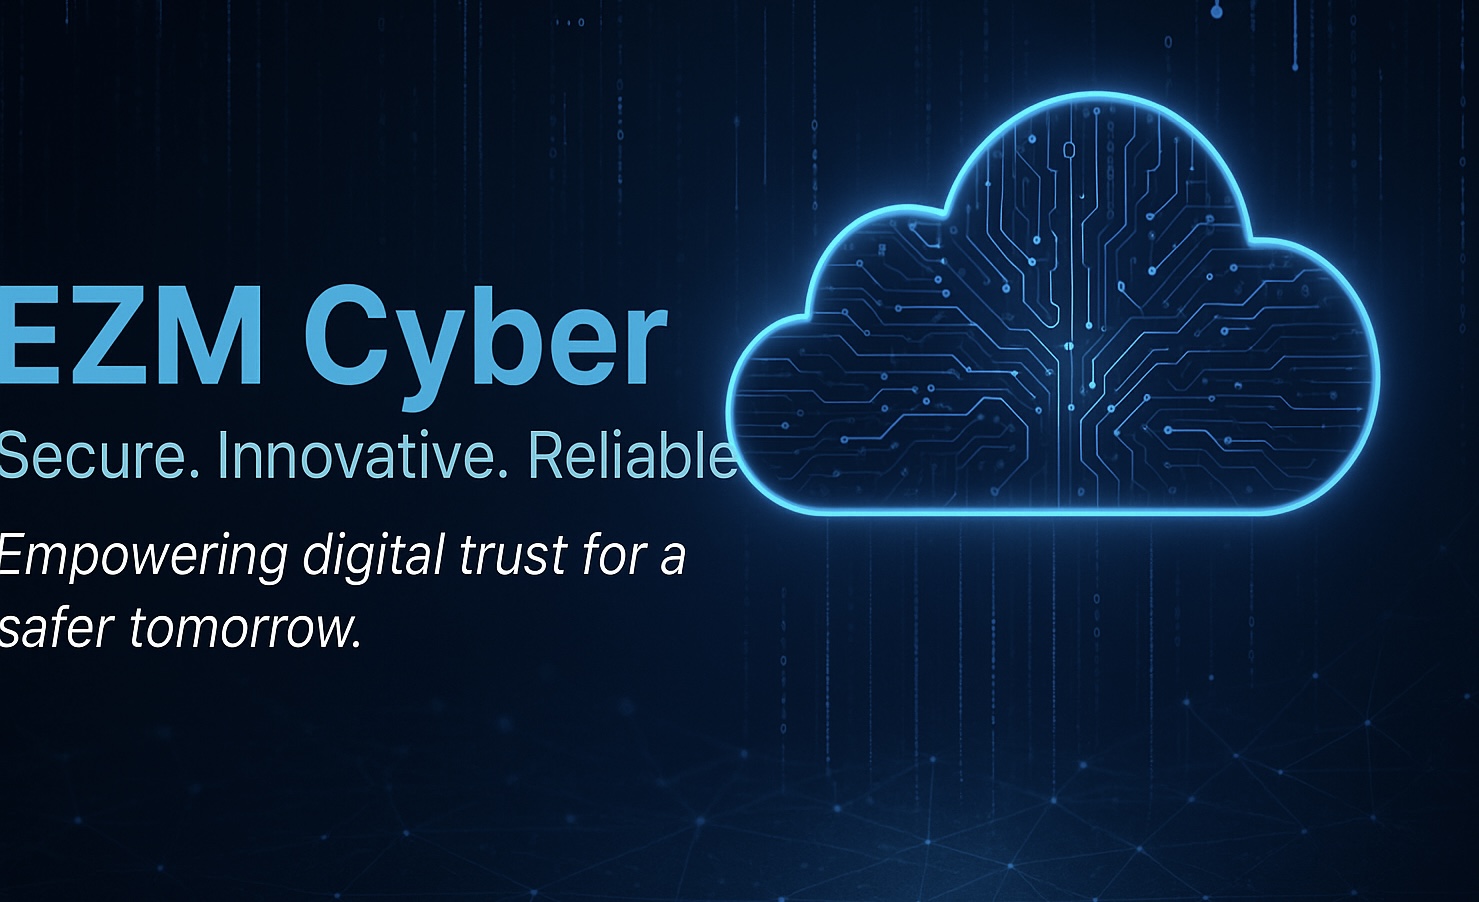 EZM Cyber
Secure. Innovative. Reliable
Empowering digital trust for a
safer tomorrow.